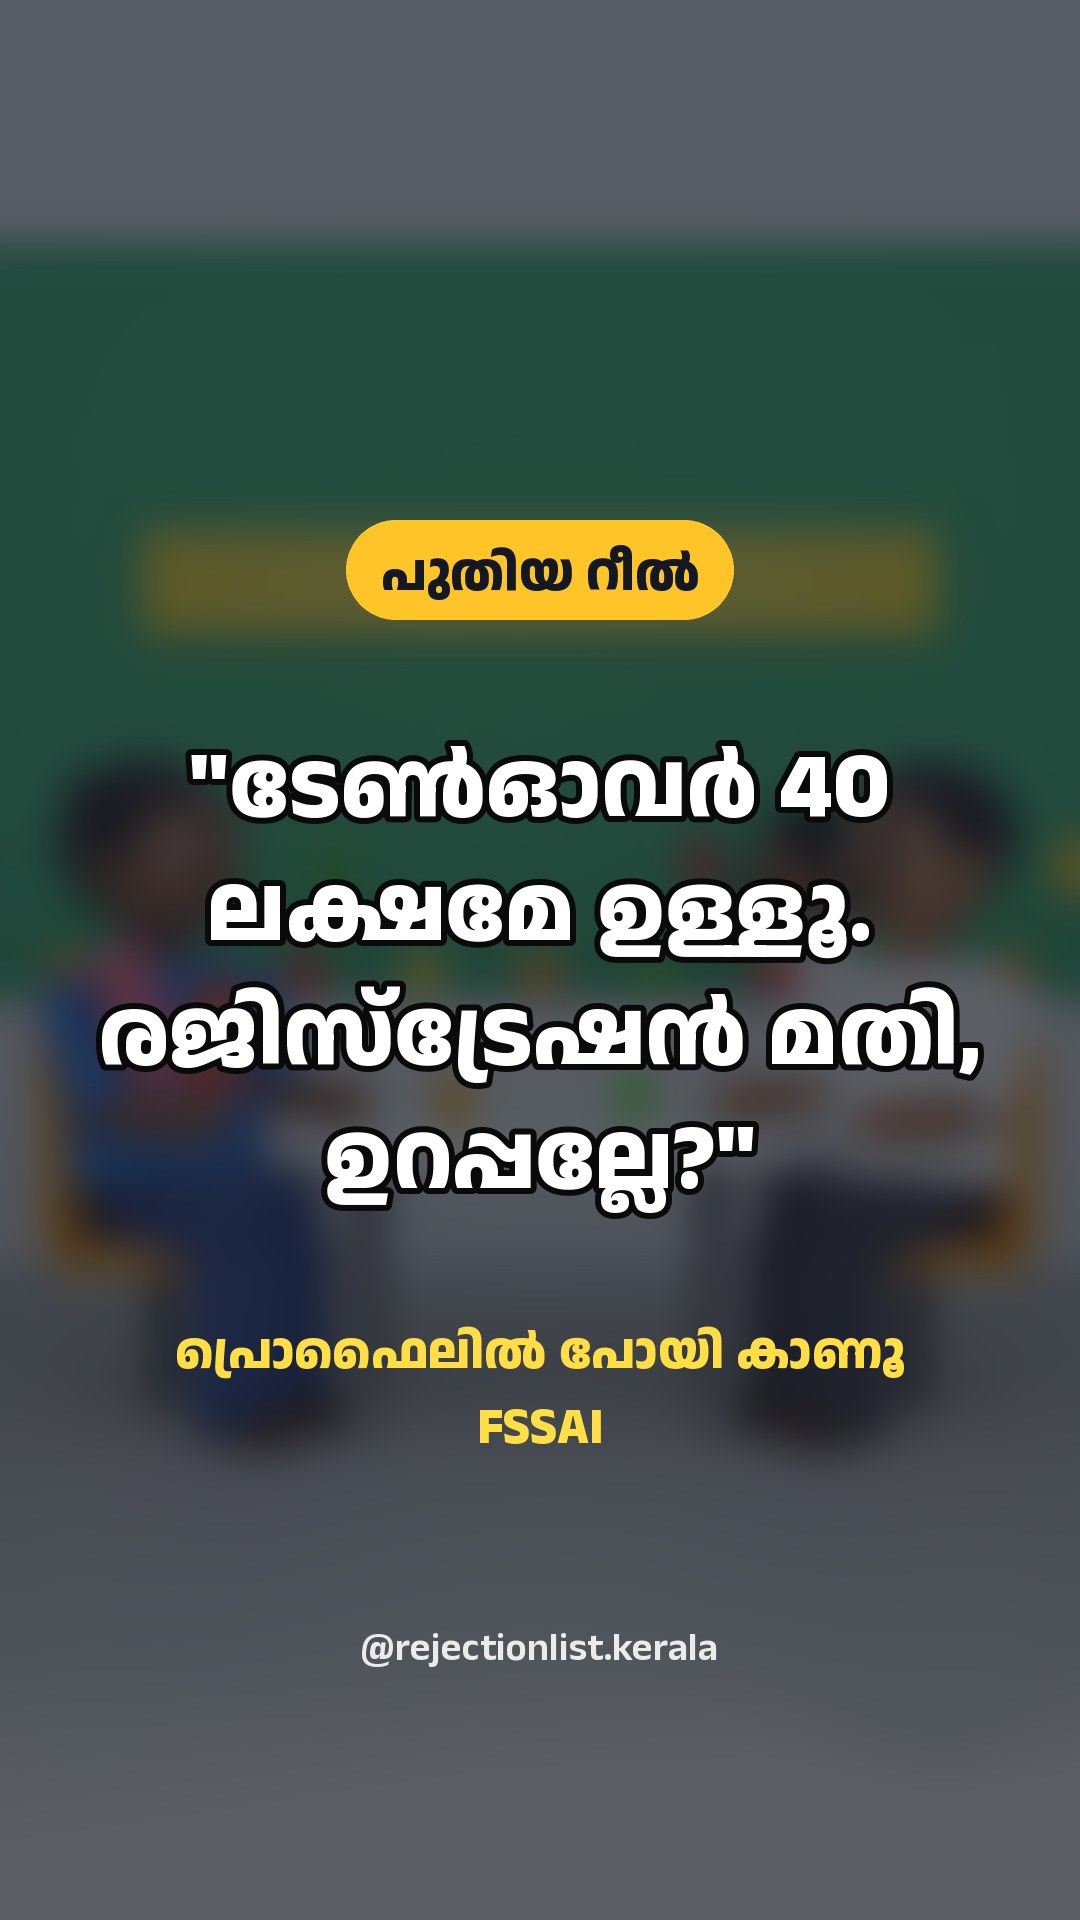 പുതിയ റീൽ
"ടേൺഓവർ 40
ലക്ഷമേ ഉള്ളൂ.
രജിസ്ട്രേഷൻ മതി,
ഉറപ്പല്ലേ?"
പ്രൊഫൈലിൽ പോയി കാണൂ
FSSAI
@rejectionlist.kerala